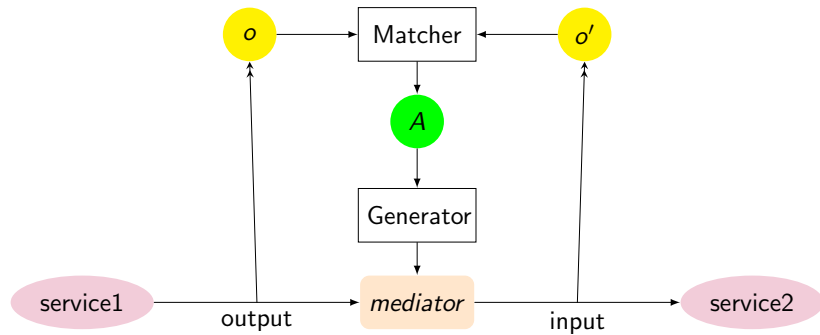 o
Matcher
o′
A
Generator
service1
output
mediator
input
service2